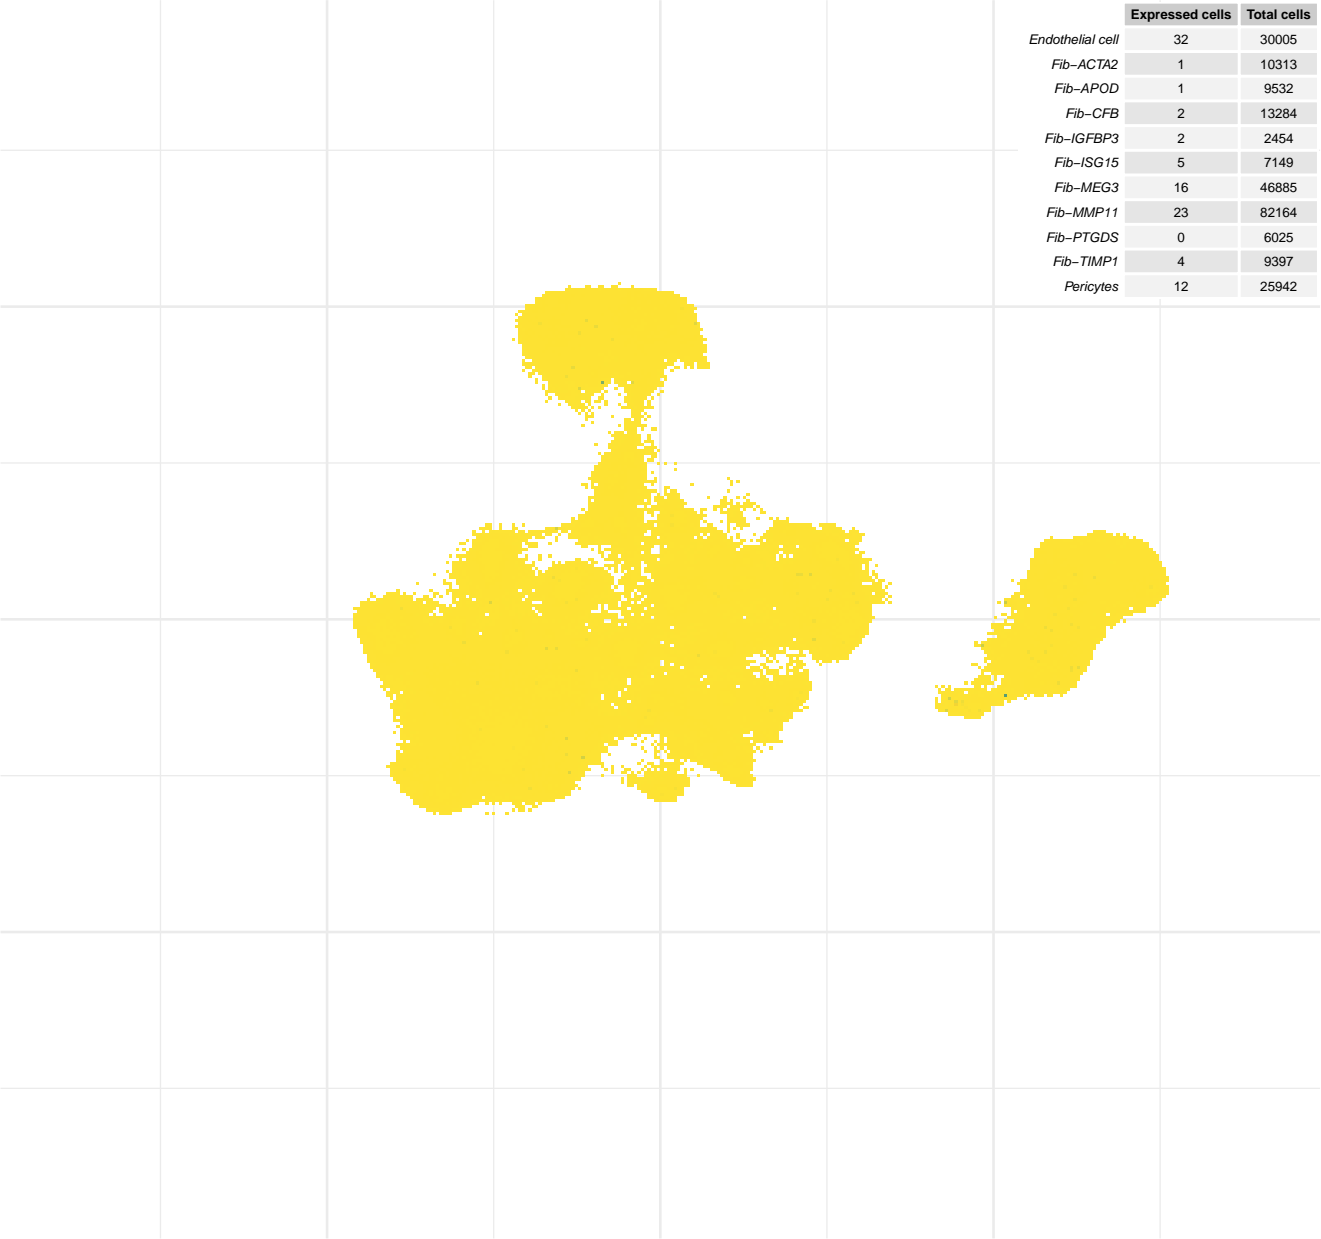 Expressed cells Total cells
Endothelial cell 32 30005
Fib−ACTA2 1 10313
Fib−APOD 1 9532
Fib−CFB 2 13284
Fib−IGFBP3 2 2454
Fib−ISG15 5 7149
Fib−MEG3 16 46885
Fib−MMP11 23 82164
Fib−PTGDS 0 6025
Fib−TIMP1 4 9397
Pericytes 12 25942